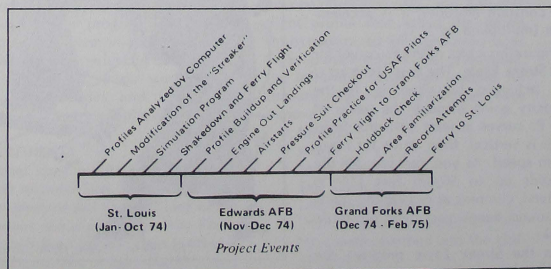 Profiles Analyzed by Computer
Modification of the "Streaker"
Simulation Program
Shakedown and Ferry Flight
Profile Buildup and Verification
Engine Out Landings
Airstarts
Pressure Suit Checkout
Profile Practice for USAF Pilots
Ferry Flight to Grand Forks AFB
Holdback Check
Area Familiarization
Record Attempts
Ferry to St. Louis
St. Louis
(Jan-Oct 74)
Edwards AFB
(Nov-Dec 74)
Grand Forks AFB
(Dec 74 - Feb 75)
Project Events